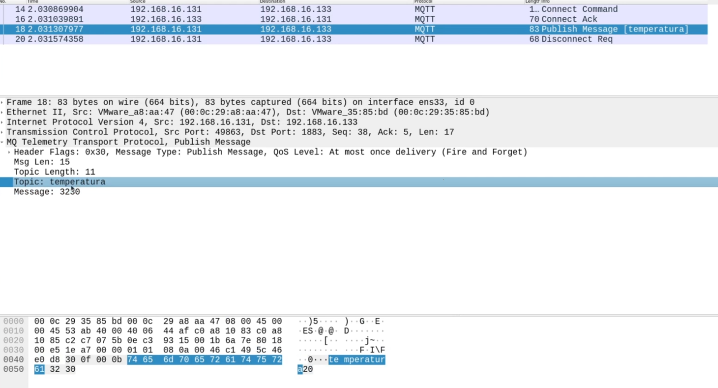 No. Time Source Destination Protocol Length Info
14 2.030869904 192.168.16.131 192.168.16.133 MQTT 1… Connect Command
16 2.031039891 192.168.16.133 192.168.16.131 MQTT 70 Connect Ack
18 2.031307977 192.168.16.131 192.168.16.133 MQTT 83 Publish Message [temperatura]
20 2.031574358 192.168.16.131 192.168.16.133 MQTT 68 Disconnect Req
Frame 18: 83 bytes on wire (664 bits), 83 bytes captured (664 bits) on interface ens33, id 0
Ethernet II, Src: VMware_a8:aa:47 (00:0c:29:a8:aa:47), Dst: VMware_35:85:bd (00:0c:29:35:85:bd)
Internet Protocol Version 4, Src: 192.168.16.131, Dst: 192.168.16.133
Transmission Control Protocol, Src Port: 49863, Dst Port: 1883, Seq: 38, Ack: 5, Len: 17
MQ Telemetry Transport Protocol, Publish Message
Header Flags: 0x30, Message Type: Publish Message, QoS Level: At most once delivery (Fire and Forget)
Msg Len: 15
Topic Length: 11
Topic: temperatura
Message: 3230
0000 00 0c 29 35 85 bd 00 0c 29 a8 aa 47 08 00 45 00 ··)5···· )··G··E·
0010 00 45 53 ab 40 00 40 06 44 af c0 a8 10 83 c0 a8 ·ES·@·@· D·······
0020 10 85 c2 c7 07 5b 0e c3 93 15 00 1b 6a 7e 80 18 ·····[·· ····j~··
0030 00 e5 1e a7 00 00 01 01 08 0a 00 46 c1 49 5c 46 ········ ···F·I\F
0040 e0 d8 30 0f 00 0b 74 65 6d 70 65 72 61 74 75 72 ··0···te mperatur
0050 61 32 30 a20